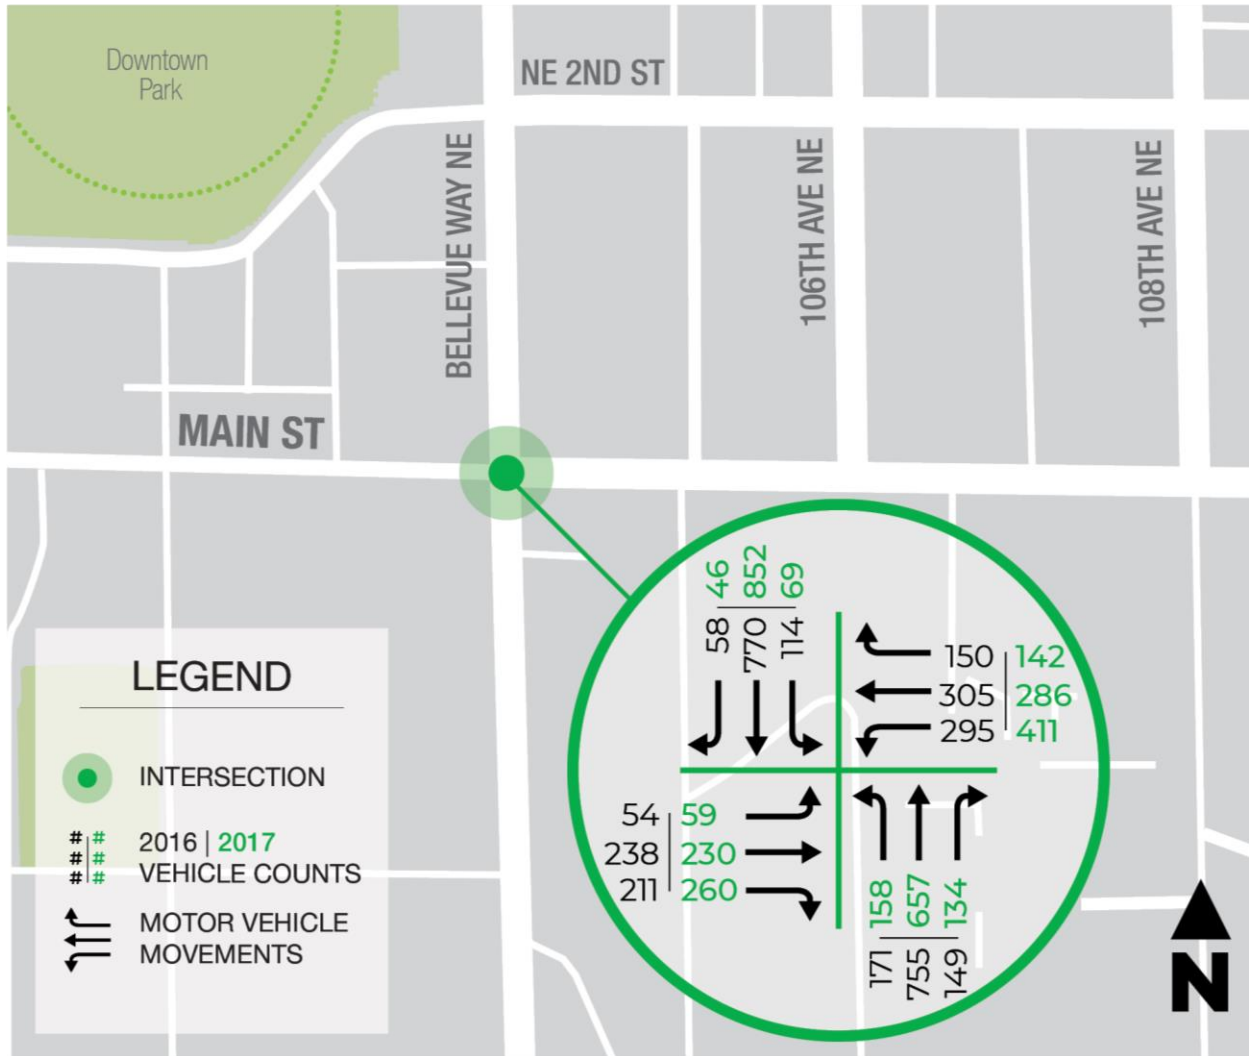 Downtown
Park
NE 2ND ST
BELLEVUE WAY NE
106TH AVE NE
108TH AVE NE
MAIN ST
46 852 69
58 770 114
150 | 142
305 | 286
295 | 411
54 | 59
238 | 230
211 | 260
158 657 134
171 755 149
LEGEND
INTERSECTION
# #
# #
# #
2016 | 2017
VEHICLE COUNTS
MOTOR VEHICLE
MOVEMENTS
N